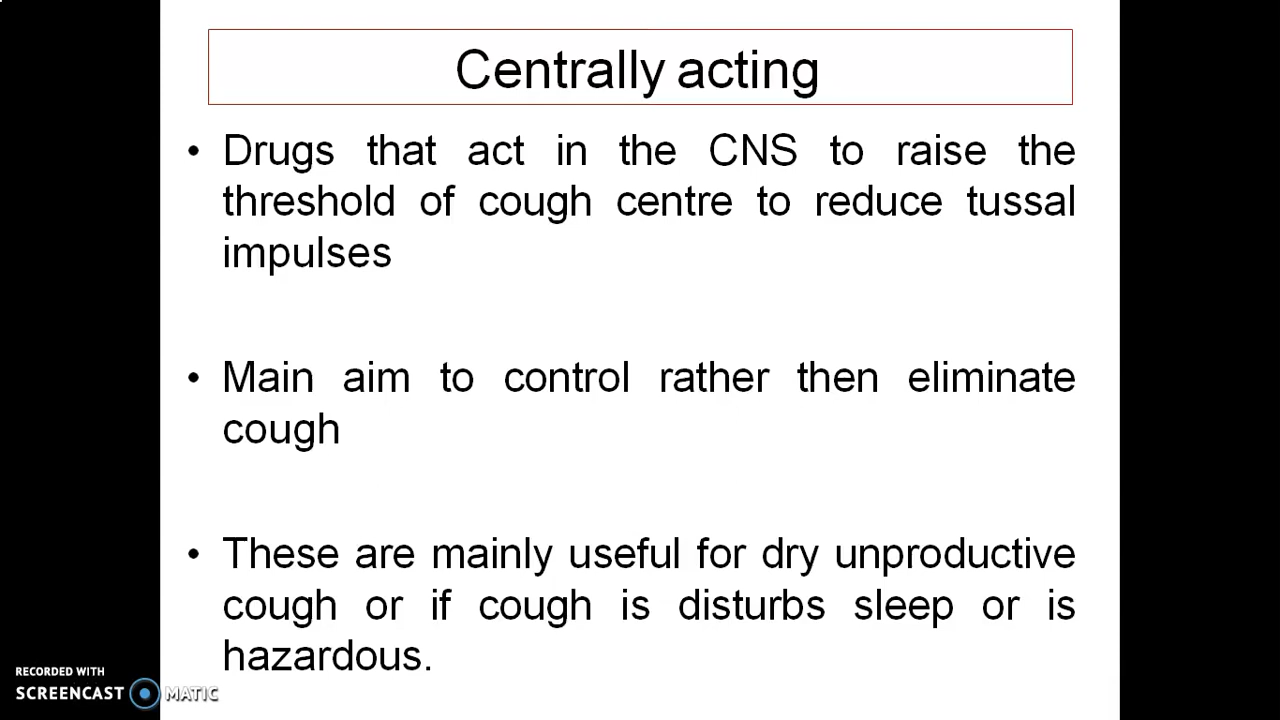 Centrally acting
• Drugs that act in the CNS to raise the
threshold of cough centre to reduce tussal
impulses
• Main aim to control rather then eliminate
cough
• These are mainly useful for dry unproductive
cough or if cough is disturbs sleep or is
hazardous.
RECORDED WITH
SCREENCAST MATIC